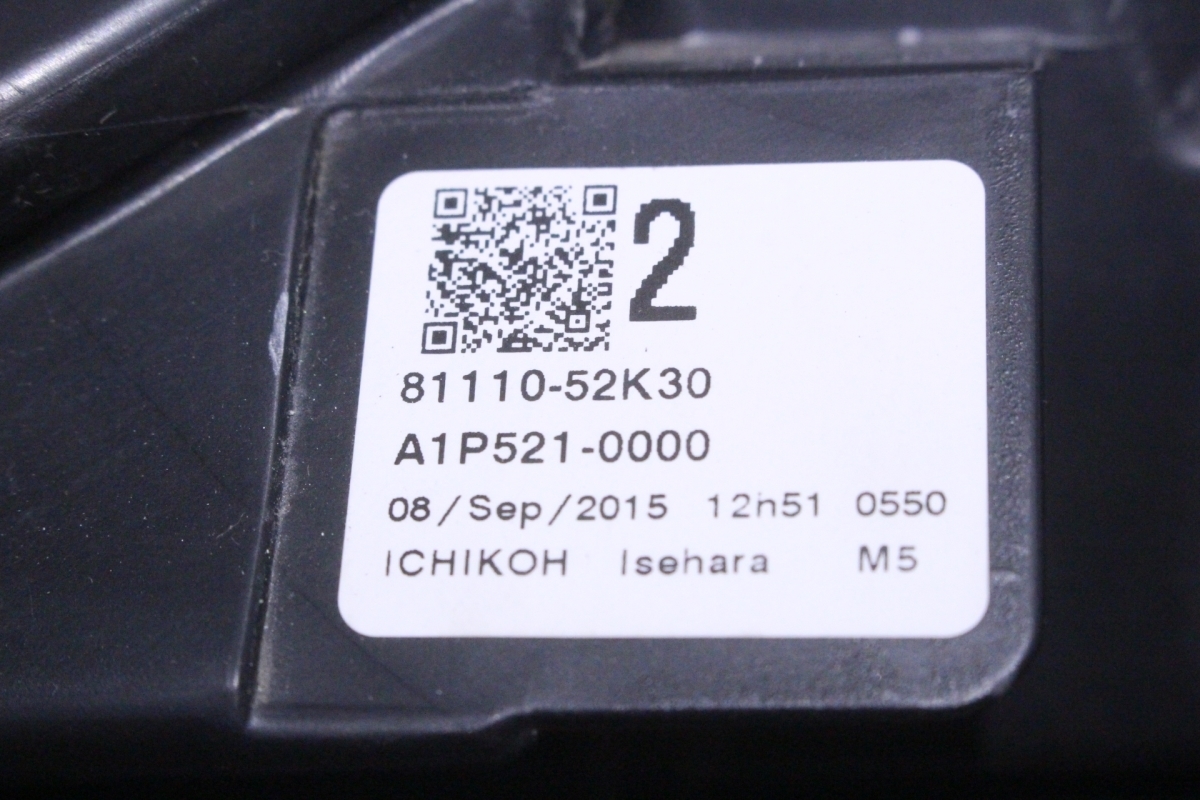 2
81110-52K30
A1P521-0000
08/Sep/2015 12h51 0550
ICHIKOH Isehara M5